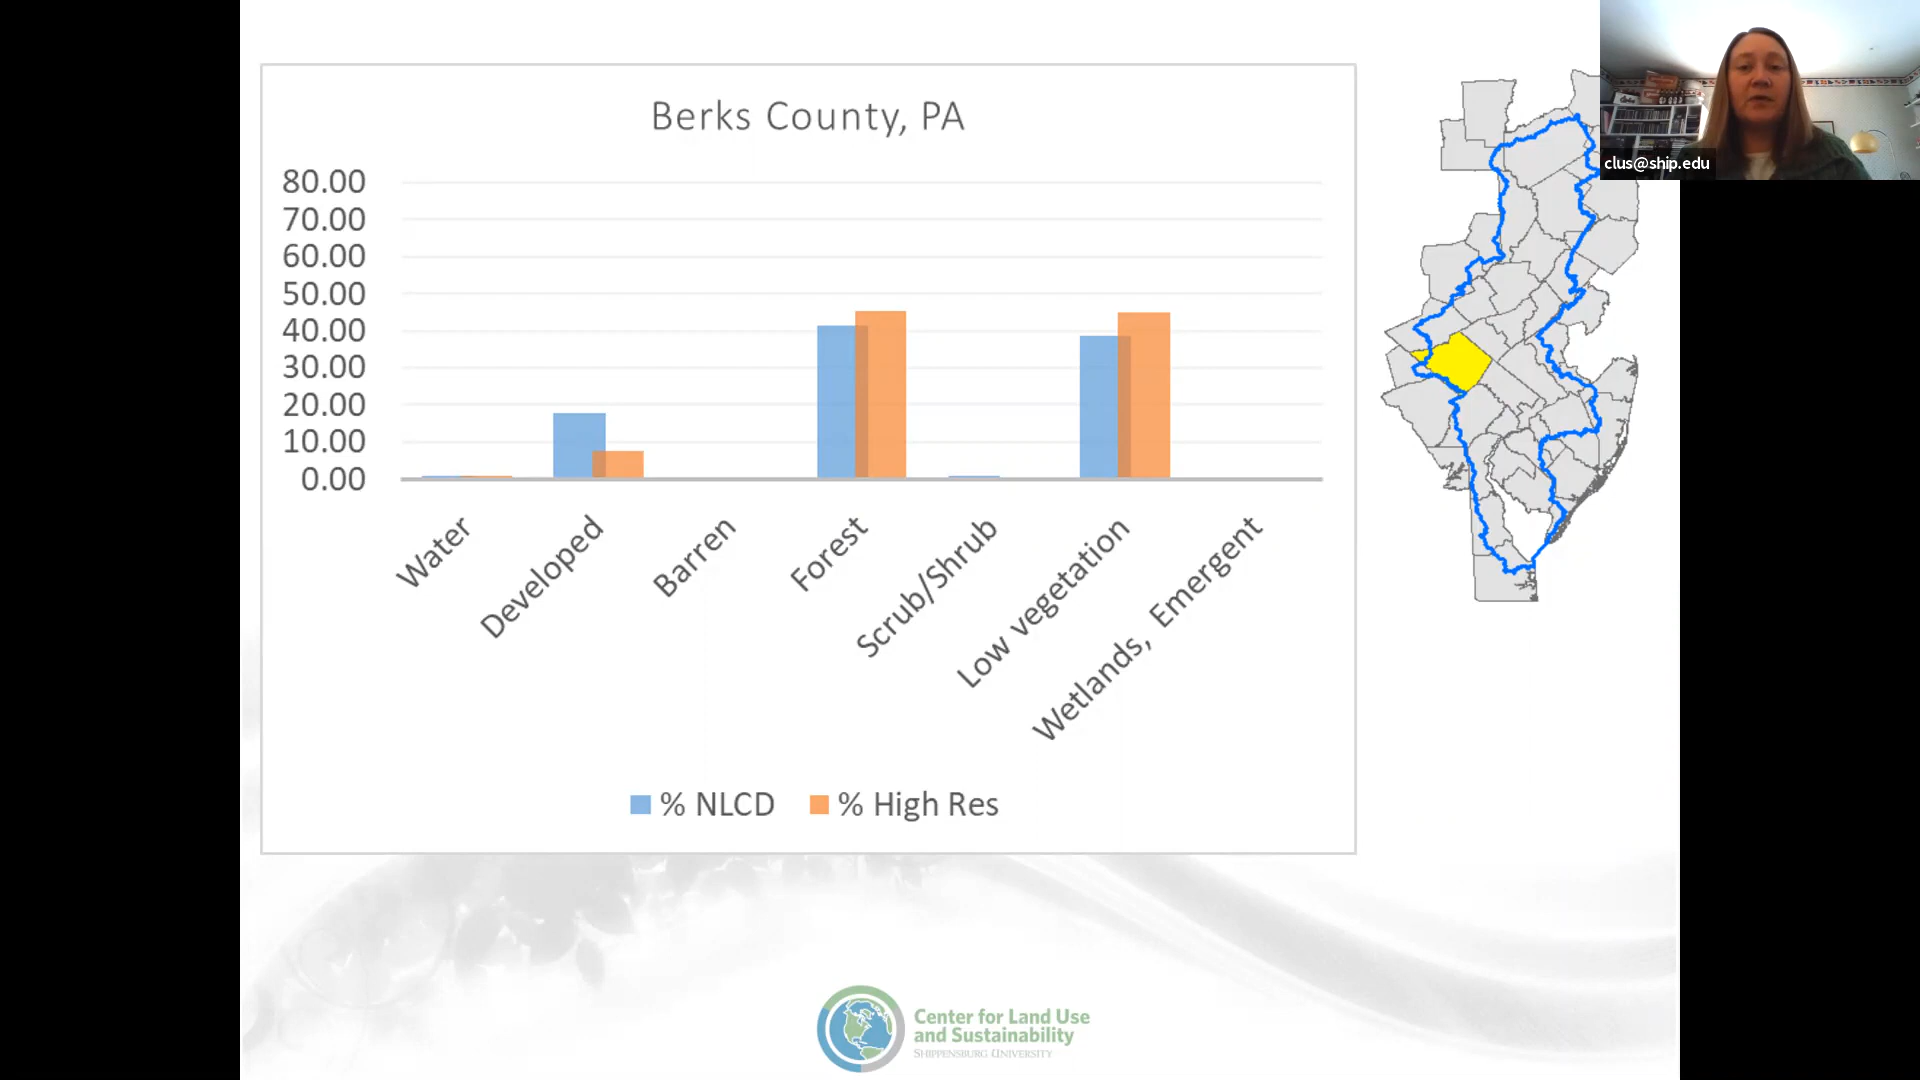 Berks County, PA
80.00
70.00
60.00
50.00
40.00
30.00
20.00
10.00
0.00
Water
Developed
Barren
Forest
Scrub/Shrub
Low vegetation
Wetlands, Emergent
% NLCD % High Res
clus@ship.edu
Center for Land Use
and Sustainability
SHIPPENSBURG UNIVERSITY